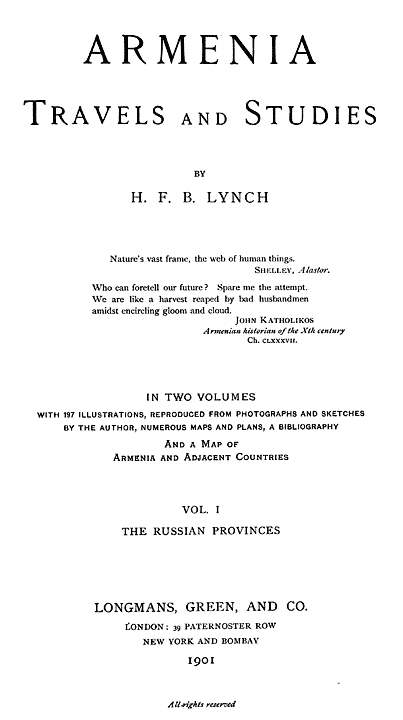 ARMENIA
TRAVELS AND STUDIES
BY
H. F. B. LYNCH
Nature's vast frame, the web of human things.
SHELLEY, Alastor.
Who can foretell our future? Spare me the attempt.
We are like a harvest reaped by bad husbandmen
amidst encircling gloom and cloud.
JOHN KATHOLIKOS
Armenian historian of the Xth century
Ch. CLXXXVII.
IN TWO VOLUMES
WITH 197 ILLUSTRATIONS, REPRODUCED FROM PHOTOGRAPHS AND SKETCHES
BY THE AUTHOR, NUMEROUS MAPS AND PLANS, A BIBLIOGRAPHY
AND A MAP OF
ARMENIA AND ADJACENT COUNTRIES
VOL. I
THE RUSSIAN PROVINCES
LONGMANS, GREEN, AND CO.
LONDON: 39 PATERNOSTER ROW
NEW YORK AND BOMBAY
1901
All rights reserved